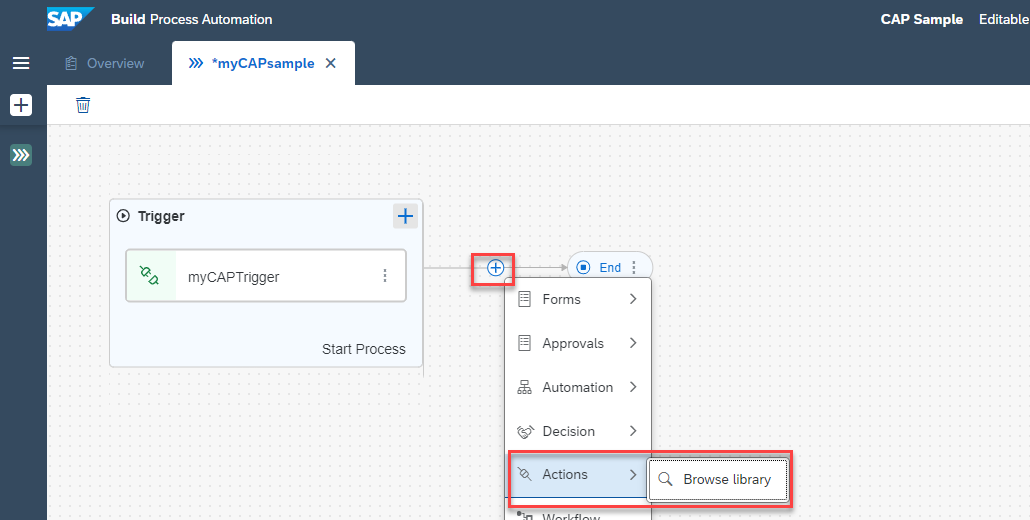 SAP Build Process Automation CAP Sample Editable
Overview *myCAPsample
Trigger
myCAPTrigger
End
Forms
Start Process
Approvals
Automation
Decision
Actions
Browse library
Workflow